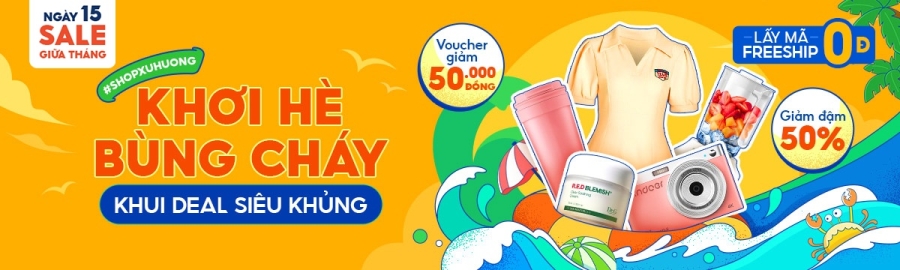 NGÀY 15
SALE
GIỮA THÁNG
#SHOPXUHUONG
KHƠI HÈ
BÙNG CHÁY
KHUI DEAL SIÊU KHỦNG
Voucher
giảm
50.000
ĐỒNG
LẤY MÃ
FREESHIP
0Đ
Giảm đậm
50%
RED BLEMISH